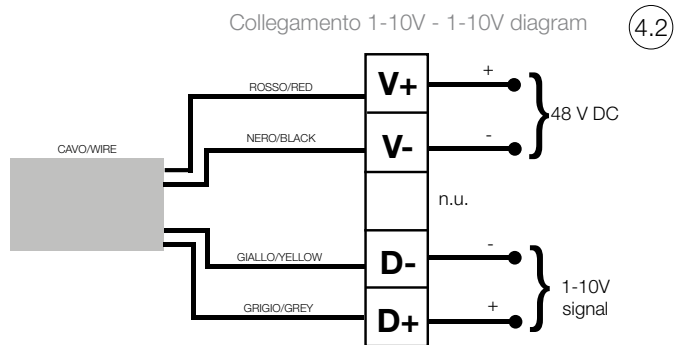 Collegamento 1-10V - 1-10V diagram
4.2
ROSSO/RED
V+
+
NERO/BLACK
V-
-
48 V DC
CAVO/WIRE
n.u.
GIALLO/YELLOW
D-
-
GRIGIO/GREY
D+
+
1-10V
signal